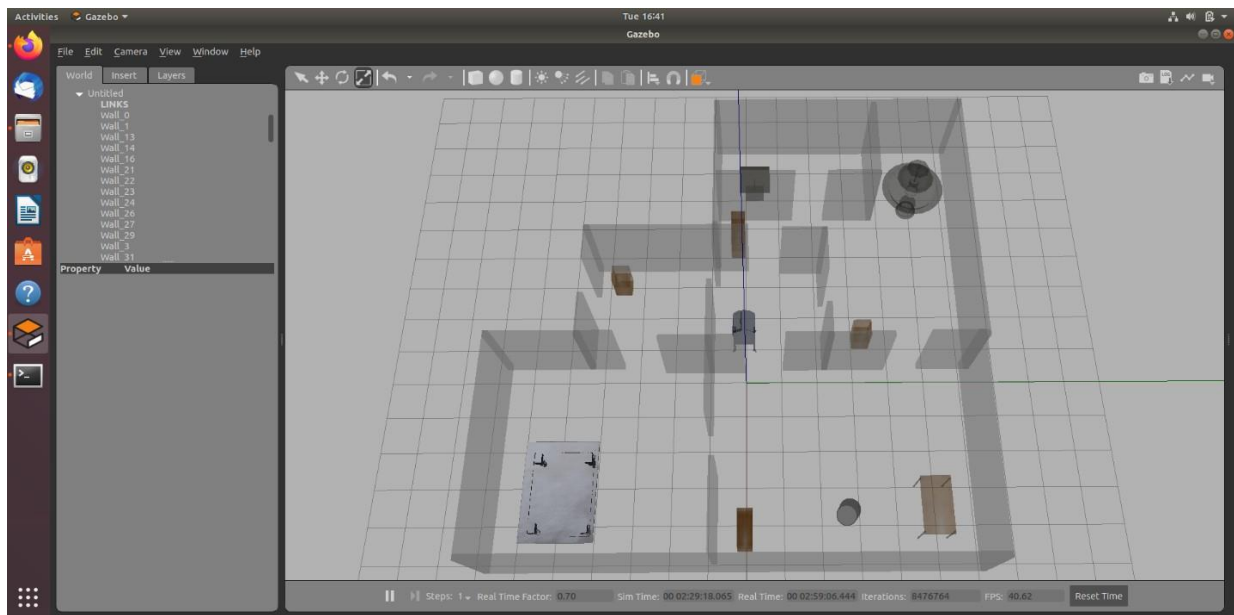 Activities Gazebo Tue 16:41
Gazebo
File Edit Camera View Window Help
World Insert Layers
Untitled
LINKS
Wall_0
Wall_1
Wall_13
Wall_14
Wall_16
Wall_21
Wall_22
Wall_23
Wall_24
Wall_26
Wall_27
Wall_29
Wall_3
Wall_31
Property Value
Steps: 1 Real Time Factor: 0.70 Sim Time: 00 02:29:18.065 Real Time: 00 02:59:06.444 Iterations: 8476764 FPS: 40.62 Reset Time